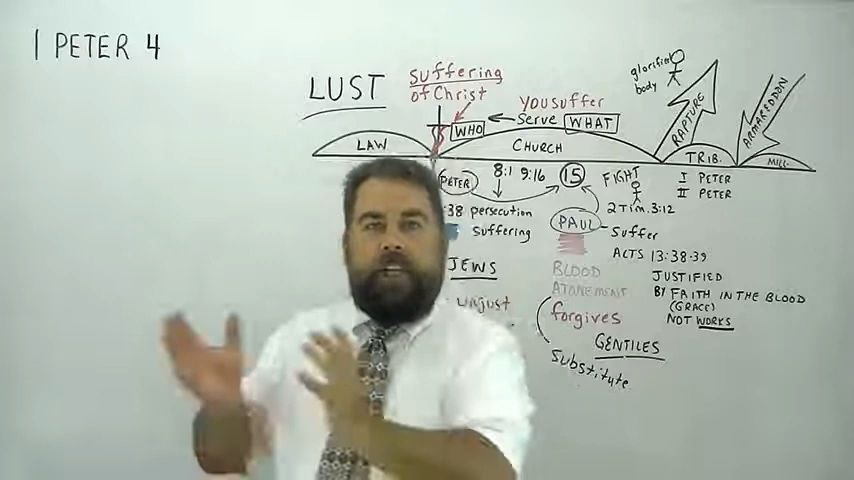 I PETER 4
LUST
Suffering
of Christ
YOU SUFFER
Serve WHAT
WHO
glorified
body
RAPTURE
ARMAGEDDON
LAW
CHURCH
TRIB.
MILL.
PETER
8:1 9:16
15
FIGHT
I PETER
II PETER
:38 persecution
Suffering
2 Tim. 3:12
PAUL - Suffer
ACTS 13:38-39
JEWS
BLOOD
ATONEMENT
JUSTIFIED
BY FAITH IN THE BLOOD
(GRACE)
NOT WORKS
unjust
forgives
GENTILES
Substitute